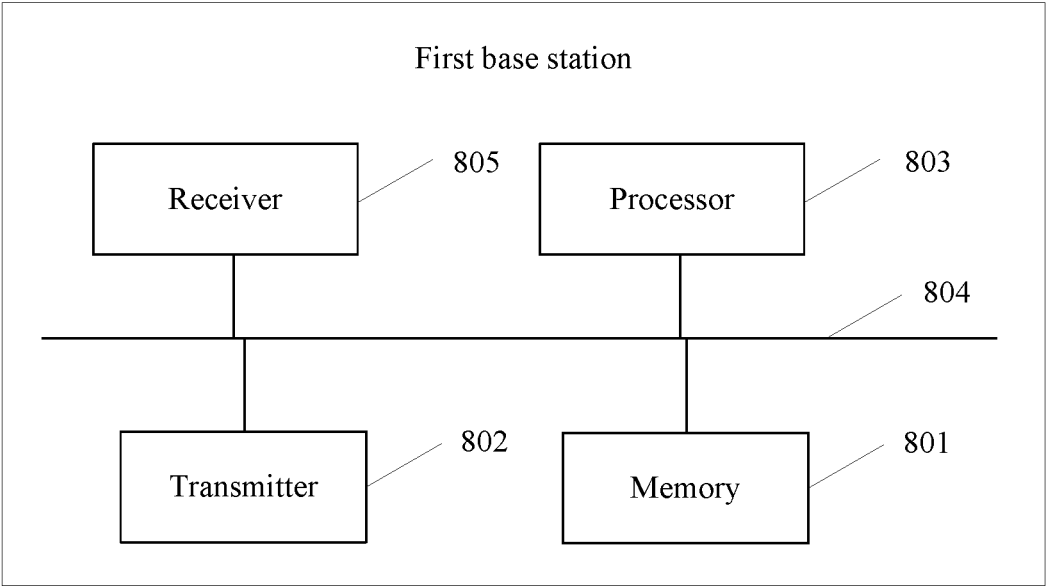 First base station
Receiver
805
Processor
803
804
Transmitter
802
Memory
801